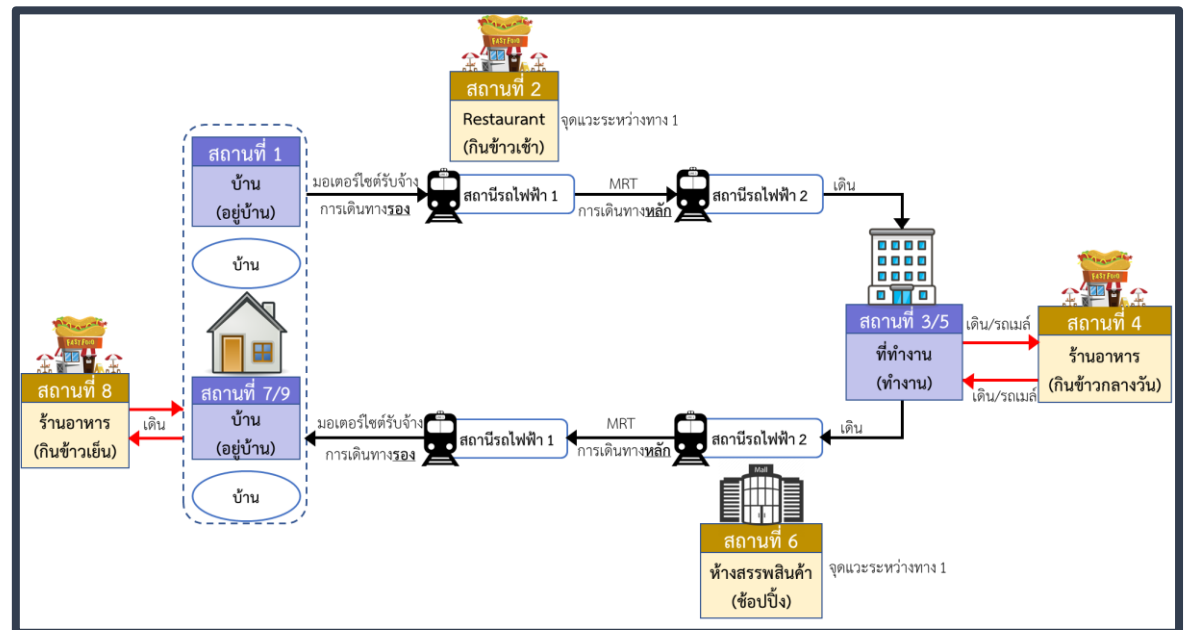 FAST FOOD
สถานที่ 2
Restaurant
(กินข้าวเช้า)
จุดแวะระหว่างทาง 1
สถานที่ 1
บ้าน
(อยู่บ้าน)
มอเตอร์ไซต์รับจ้าง
การเดินทางรอง
สถานีรถไฟฟ้า 1
MRT
การเดินทางหลัก
สถานีรถไฟฟ้า 2
เดิน
บ้าน
FAST FOOD
สถานที่ 3/5
ที่ทำงาน
(ทำงาน)
เดิน/รถเมล์
เดิน/รถเมล์
สถานที่ 4
ร้านอาหาร
(กินข้าวกลางวัน)
FAST FOOD
สถานที่ 8
ร้านอาหาร
(กินข้าวเย็น)
เดิน
สถานที่ 7/9
บ้าน
(อยู่บ้าน)
มอเตอร์ไซต์รับจ้าง
การเดินทางรอง
สถานีรถไฟฟ้า 1
MRT
การเดินทางหลัก
สถานีรถไฟฟ้า 2
เดิน
บ้าน
Mall
สถานที่ 6
ห้างสรรพสินค้า
(ช้อปปิ้ง)
จุดแวะระหว่างทาง 1